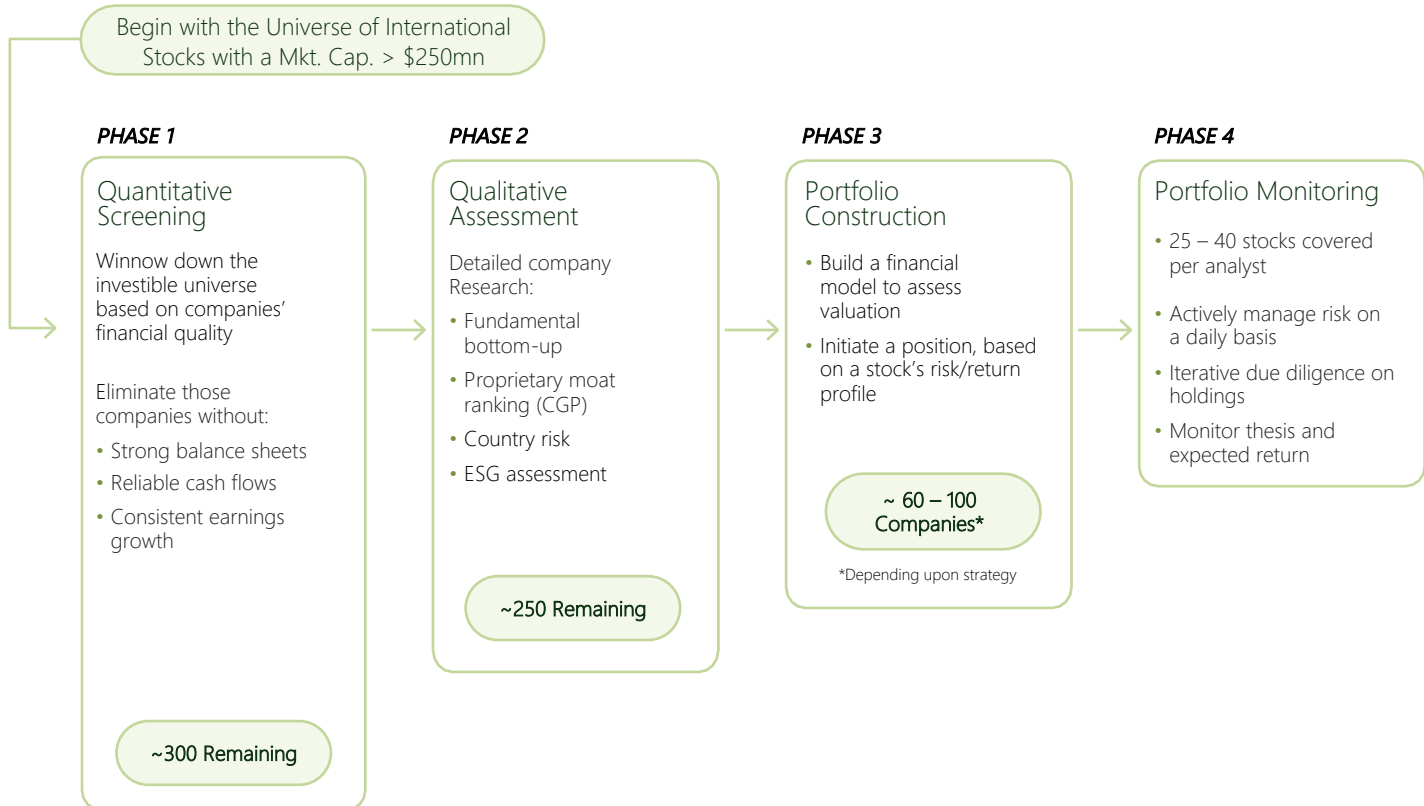 Begin with the Universe of International
Stocks with a Mkt. Cap. > $250mn
PHASE 1
Quantitative
Screening
Winnow down the
investible universe
based on companies’
financial quality
Eliminate those
companies without:
• Strong balance sheets
• Reliable cash flows
• Consistent earnings
growth
~300 Remaining
PHASE 2
Qualitative
Assessment
Detailed company
Research:
• Fundamental
bottom-up
• Proprietary moat
ranking (CGP)
• Country risk
• ESG assessment
~250 Remaining
PHASE 3
Portfolio
Construction
• Build a financial
model to assess
valuation
• Initiate a position, based
on a stock’s risk/return
profile
~ 60 – 100
Companies*
*Depending upon strategy
PHASE 4
Portfolio Monitoring
• 25 – 40 stocks covered
per analyst
• Actively manage risk on
a daily basis
• Iterative due diligence on
holdings
• Monitor thesis and
expected return